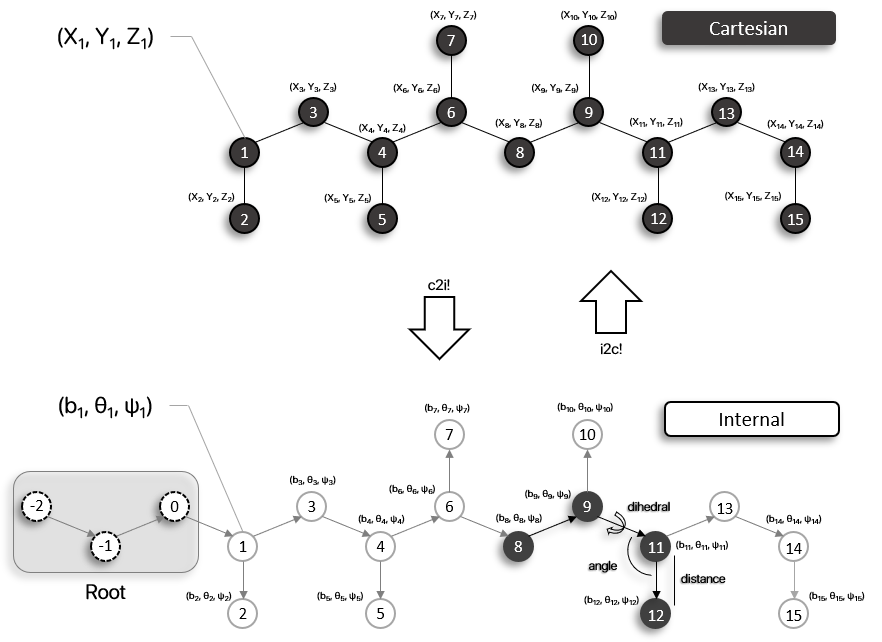 (X₇, Y₇, Z₇)
(X₁₀, Y₁₀, Z₁₀)
Cartesian
(X₁, Y₁, Z₁)
7
10
(X₃, Y₃, Z₃)
(X₆, Y₆, Z₆)
(X₉, Y₉, Z₉)
(X₁₃, Y₁₃, Z₁₃)
3
6
9
13
(X₄, Y₄, Z₄)
(X₈, Y₈, Z₈)
(X₁₁, Y₁₁, Z₁₁)
(X₁₄, Y₁₄, Z₁₄)
1
4
8
11
14
(X₂, Y₂, Z₂)
(X₅, Y₅, Z₅)
(X₁₂, Y₁₂, Z₁₂)
(X₁₅, Y₁₅, Z₁₅)
2
5
12
15
c2i!
i2c!
(b₁, θ₁, ψ₁)
(b₇, θ₇, ψ₇)
(b₁₀, θ₁₀, ψ₁₀)
Internal
7
10
(b₃, θ₃, ψ₃)
(b₆, θ₆, ψ₆)
(b₉, θ₉, ψ₉)
dihedral
-2
0
3
6
9
13
(b₄, θ₄, ψ₄)
(b₈, θ₈, ψ₈)
(b₁₄, θ₁₄, ψ₁₄)
-1
1
4
8
11
(b₁₁, θ₁₁, ψ₁₁)
14
angle
distance
Root
(b₂, θ₂, ψ₂)
(b₅, θ₅, ψ₅)
(b₁₂, θ₁₂, ψ₁₂)
(b₁₅, θ₁₅, ψ₁₅)
2
5
12
15